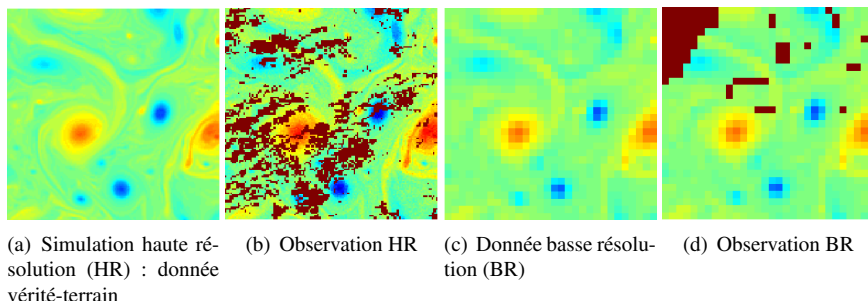 (a) Simulation haute ré-
solution (HR) : donnée
vérité-terrain
(b) Observation HR
(c) Donnée basse résolu-
tion (BR)
(d) Observation BR